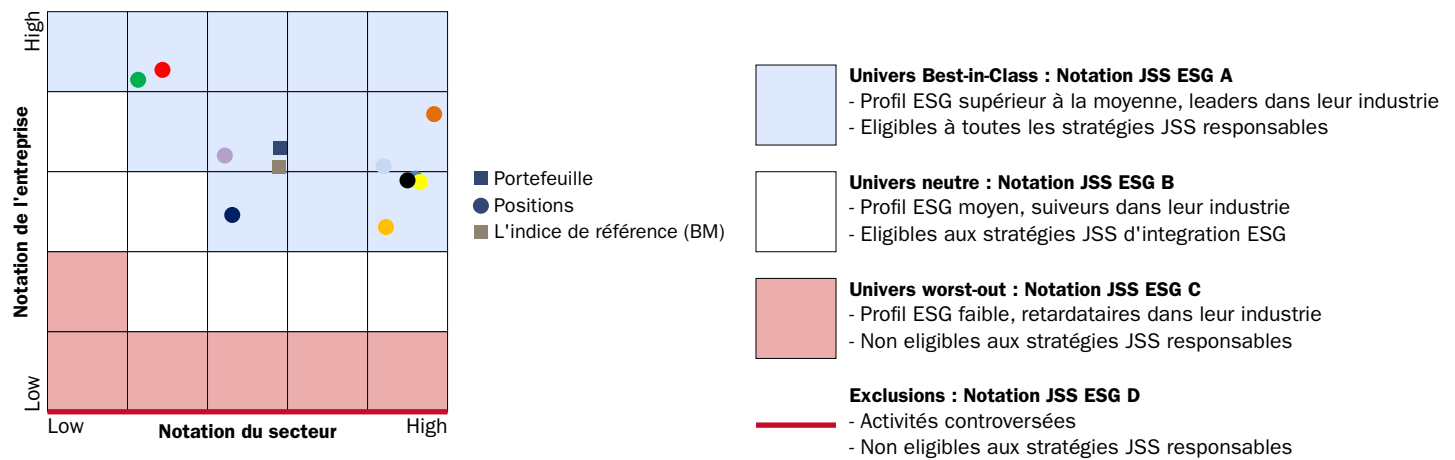 High
Notation de l'entreprise
Low
Low
Notation du secteur
High
Portefeuille
Positions
L'indice de référence (BM)
Univers Best-in-Class : Notation JSS ESG A
- Profil ESG supérieur à la moyenne, leaders dans leur industrie
- Eligibles à toutes les stratégies JSS responsables
Univers neutre : Notation JSS ESG B
- Profil ESG moyen, suiveurs dans leur industrie
- Eligibles aux stratégies JSS d'integration ESG
Univers worst-out : Notation JSS ESG C
- Profil ESG faible, retardataires dans leur industrie
- Non eligibles aux stratégies JSS responsables
Exclusions : Notation JSS ESG D
- Activités controversées
- Non eligibles aux stratégies JSS responsables